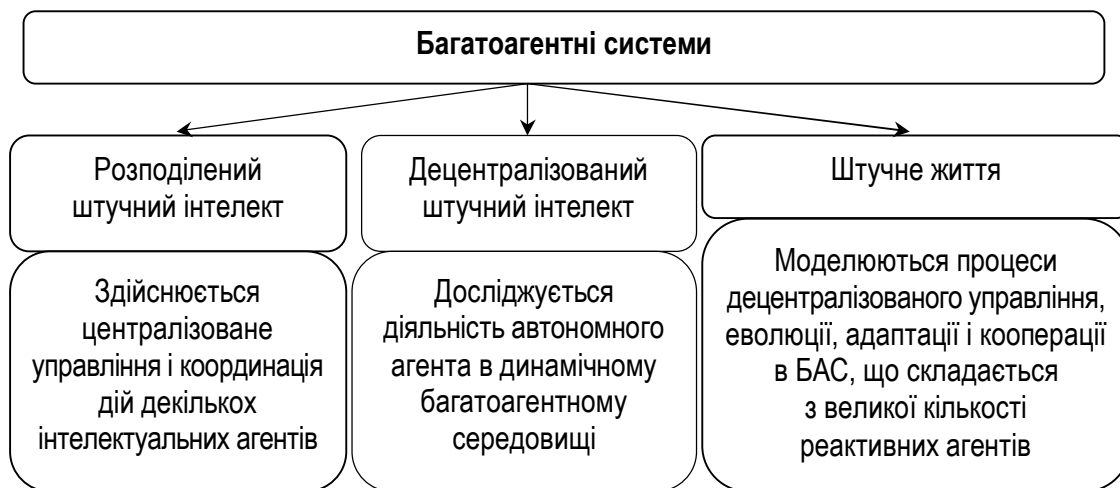 Багатоагентні системи
Розподілений
штучний інтелект
Здійснюється
централізоване
управління і координація
дій декількох
інтелектуальних агентів
Децентралізований
штучний інтелект
Досліджується
діяльність автономного
агента в динамічному
багатоагентному
середовищі
Штучне життя
Моделюються процеси
децентралізованого управління,
еволюції, адаптації і кооперації
в БАС, що складається
з великої кількості
реактивних агентів